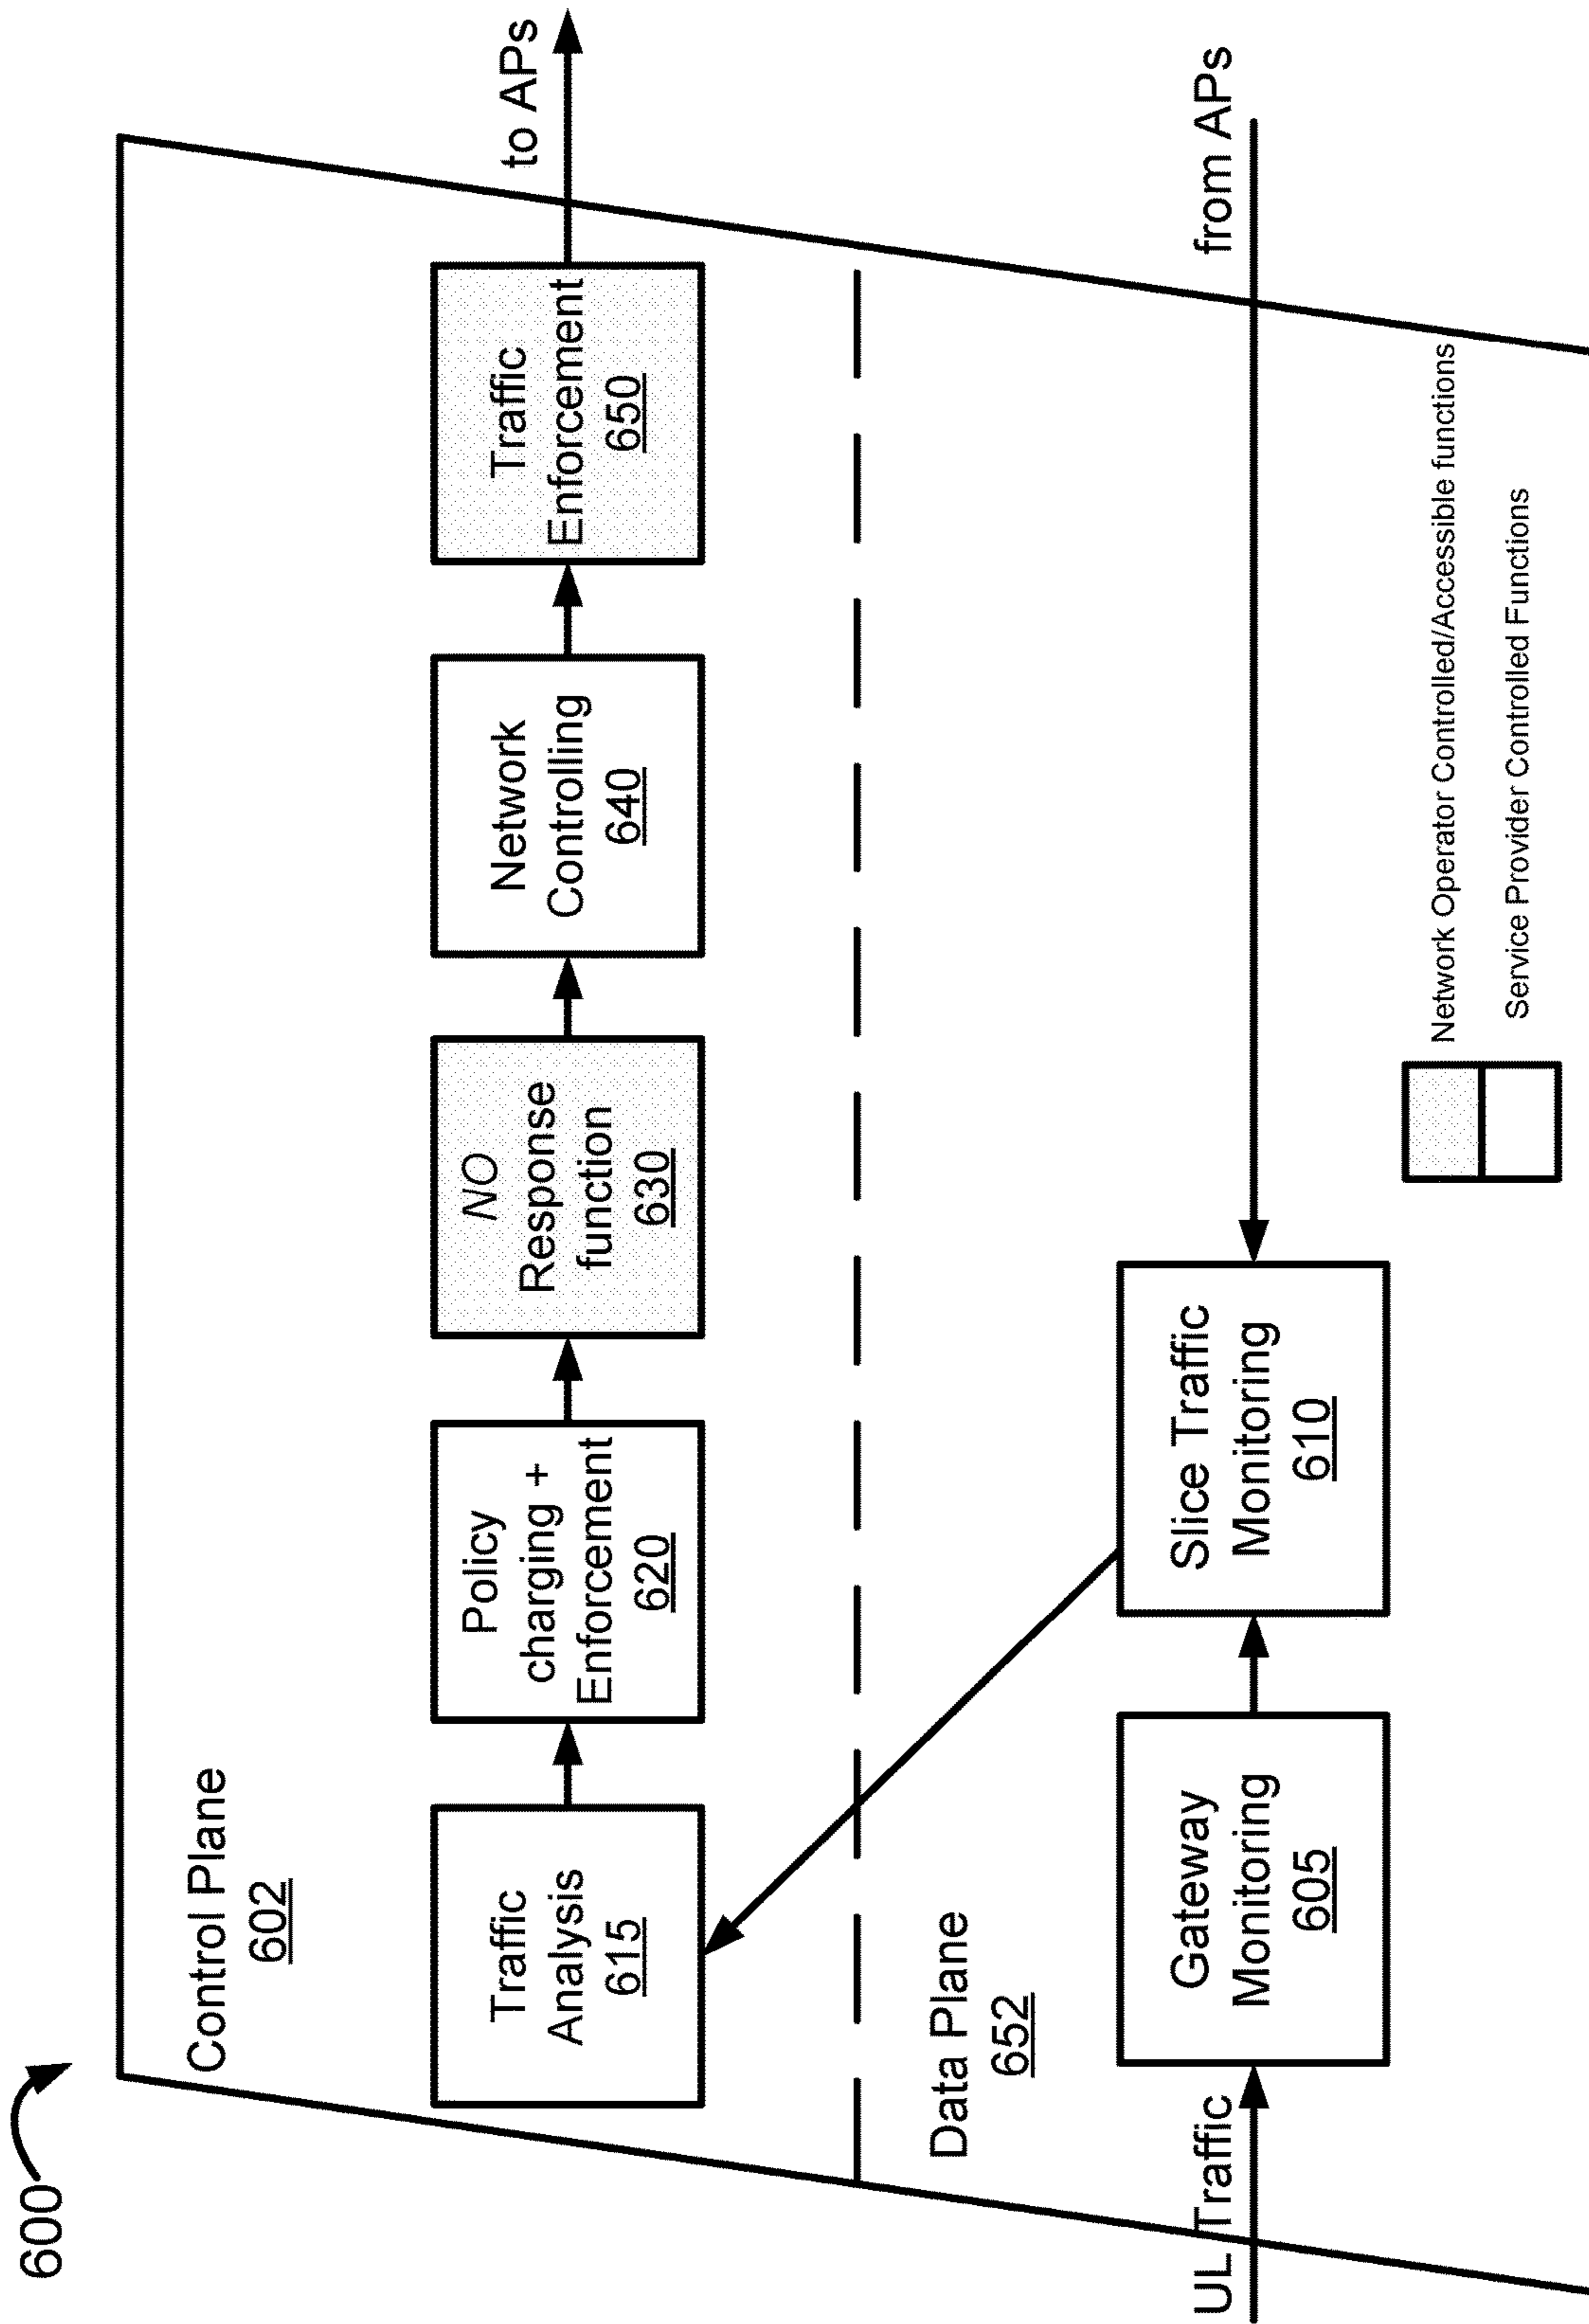 600
Control Plane
602
Traffic
Analysis
615
Policy
charging +
Enforcement
620
NO
Response
function
630
Network
Controlling
640
Traffic
Enforcement
650
to APs
Data Plane
652
UL Traffic
Gateway
Monitoring
605
Slice Traffic
Monitoring
610
from APs
Network Operator Controlled/Accessible functions
Service Provider Controlled Functions